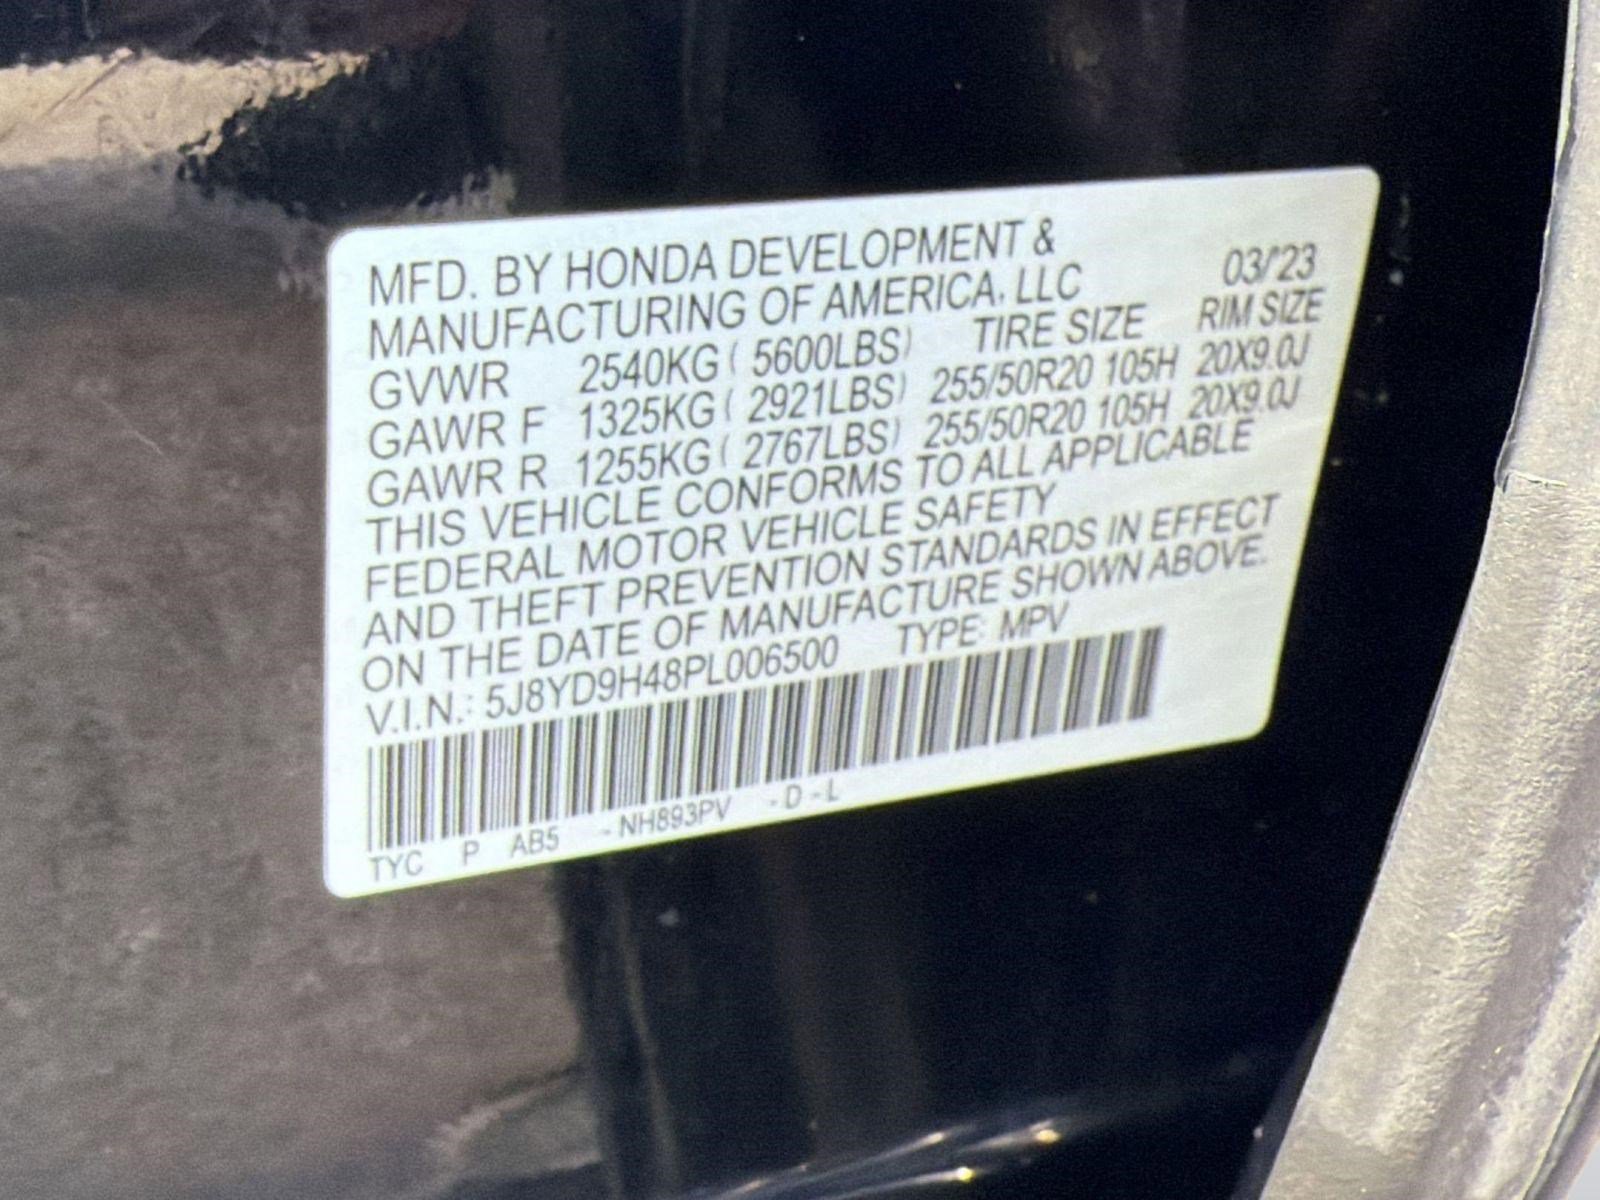 MFD. BY HONDA DEVELOPMENT &
MANUFACTURING OF AMERICA, LLC 03/'23
GVWR 2540KG ( 5600LBS) TIRE SIZE RIM SIZE
GAWR F 1325KG ( 2921LBS) 255/50R20 105H 20X9.0J
GAWR R 1255KG ( 2767LBS) 255/50R20 105H 20X9.0J
THIS VEHICLE CONFORMS TO ALL APPLICABLE
FEDERAL MOTOR VEHICLE SAFETY
AND THEFT PREVENTION STANDARDS IN EFFECT
ON THE DATE OF MANUFACTURE SHOWN ABOVE.
V.I.N.: 5J8YD9H48PL006500 TYPE: MPV
TYC P AB5 -NH893PV -D-L